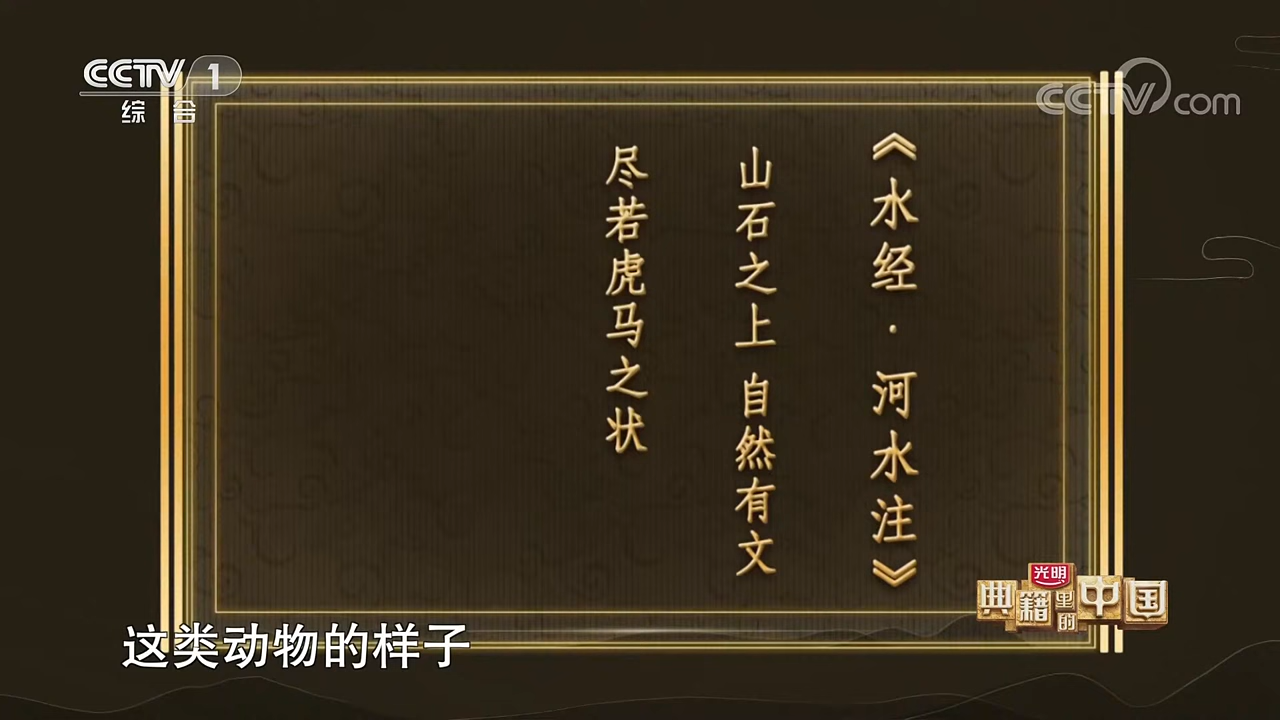 CCTV 1
综合
CCTV.com
《水经·河水注》
山石之上 自然有文
尽若虎马之状
光明
典籍里的中国
这类动物的样子